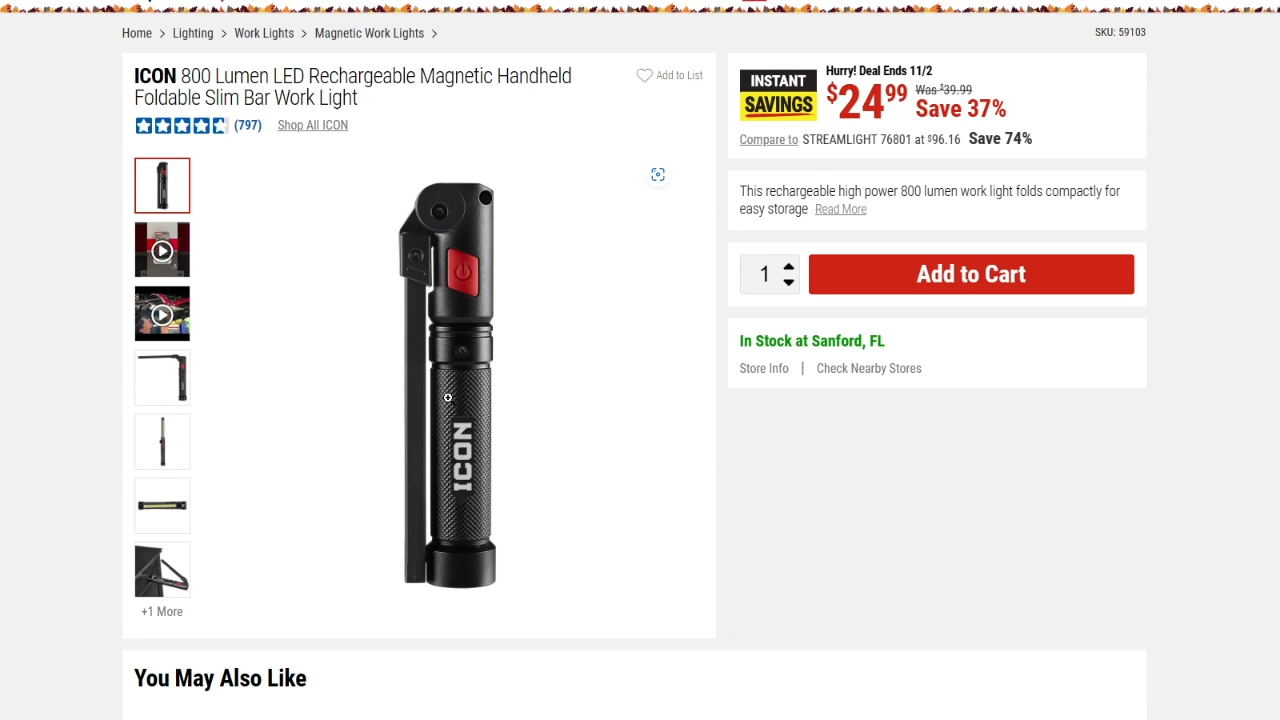 Home > Lighting > Work Lights > Magnetic Work Lights >
SKU: 59103
ICON 800 Lumen LED Rechargeable Magnetic Handheld
Foldable Slim Bar Work Light
Add to List
(797) Shop All ICON
ICON
+1 More
INSTANT
SAVINGS
Hurry! Deal Ends 11/2
$24.99
Was $39.99
Save 37%
Compare to STREAMLIGHT 76801 at $96.16 Save 74%
This rechargeable high power 800 lumen work light folds compactly for
easy storage Read More
1
Add to Cart
In Stock at Sanford, FL
Store Info | Check Nearby Stores
You May Also Like